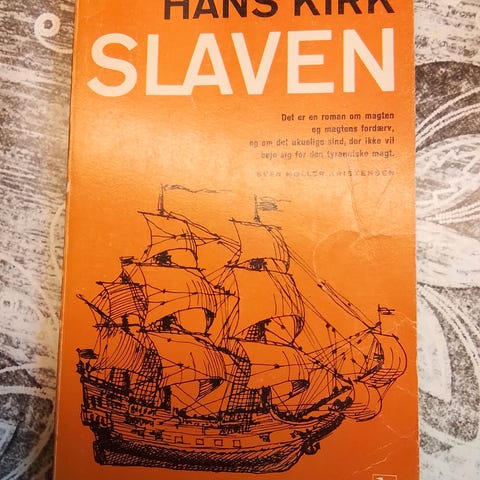 HANS KIRK
SLAVEN
Det er en roman om magten
og magtens fordærv,
og om det ukuelige sind, der ikke vil
bøje sig for den tyranniske magt.
SVEN MØLLER KRISTENSEN